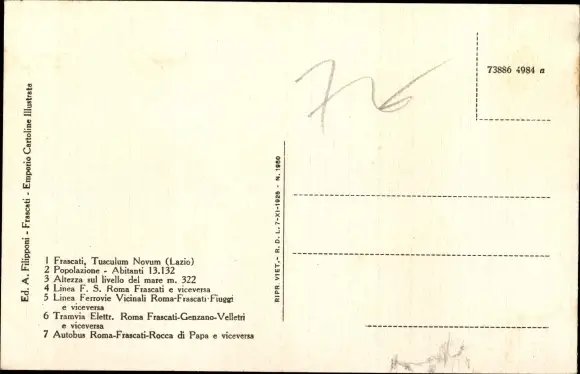 73886 4984 a
Ed. A. Filipponi - Frascati - Emporio Cartoline Illustrate
1 Frascati, Tusculum Novum (Lazio)
2 Popolazione - Abitanti 13.132
3 Altezza sul livello del mare m. 322
4 Linea F. S. Roma Frascati e viceversa
5 Linea Ferrovie Vicinali Roma-Frascati-Fiuggi
e viceversa
6 Tramvia Elettr. Roma Frascati-Genzano-Velletri
e viceversa
7 Autobus Roma-Frascati-Rocca di Papa e viceversa
RIPR. VIET. - R. D. L. 7-XI-1925 - N. 1950